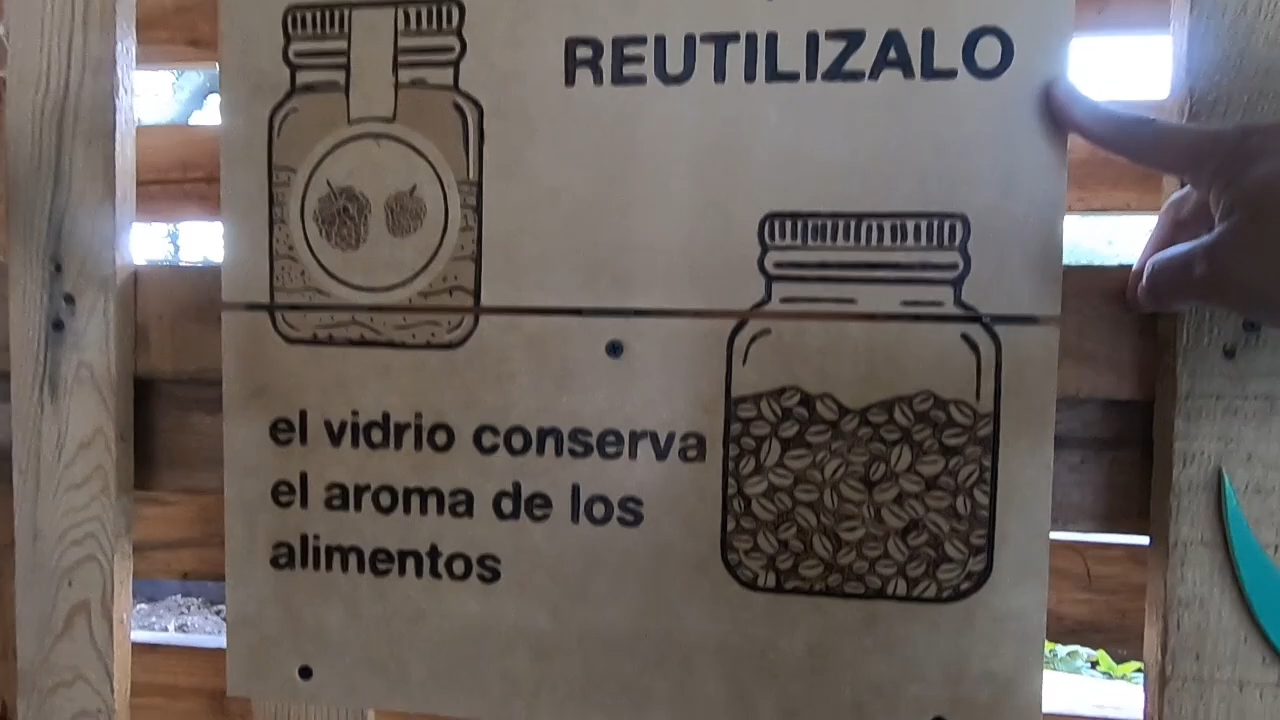 REUTILIZALO
el vidrio conserva
el aroma de los
alimentos